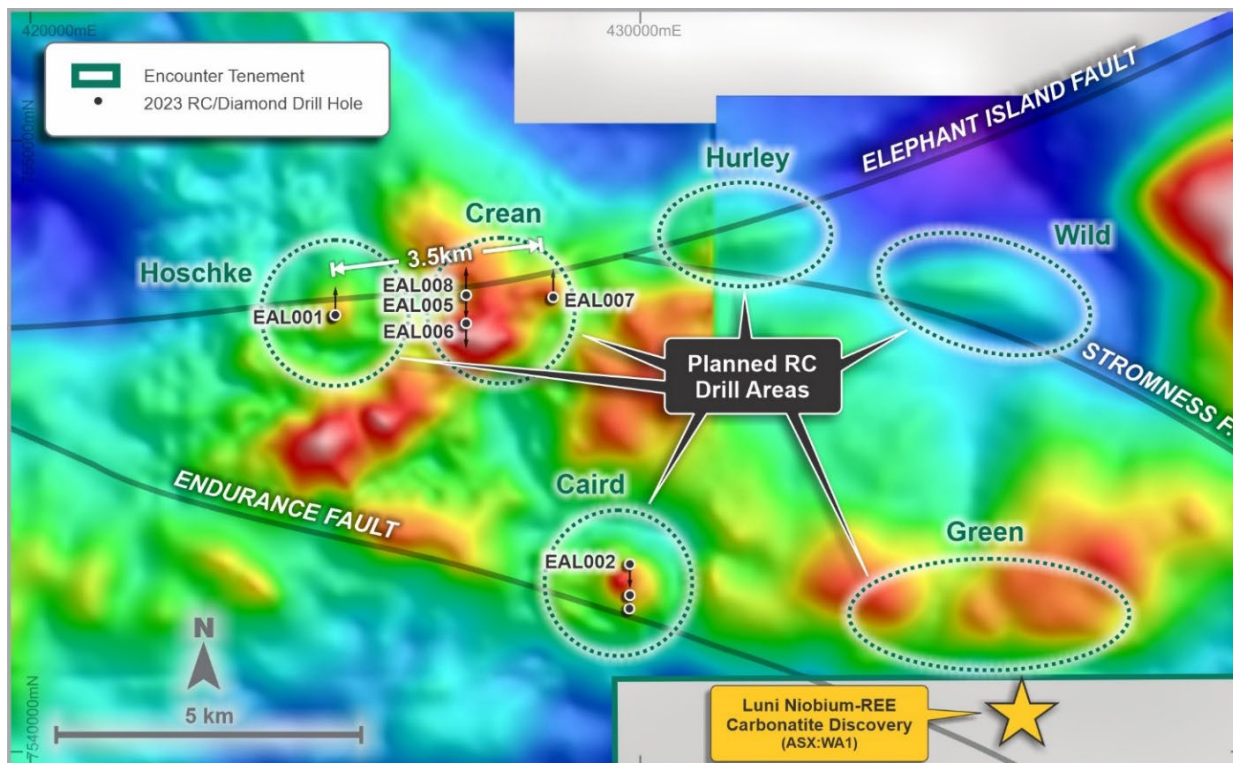 420000mE
430000mE
Encounter Tenement
2023 RC/Diamond Drill Hole
7550000mN
ELEPHANT ISLAND FAULT
Hurley
Wild
Crean
3.5km
Hoschke
EAL008
EAL005
EAL007
EAL001
EAL006
Planned RC
Drill Areas
STROMNESS F.
ENDURANCE FAULT
Caird
Green
EAL002
N
5 km
7540000mN
Luni Niobium-REE
Carbonatite Discovery
(ASX:WA1)